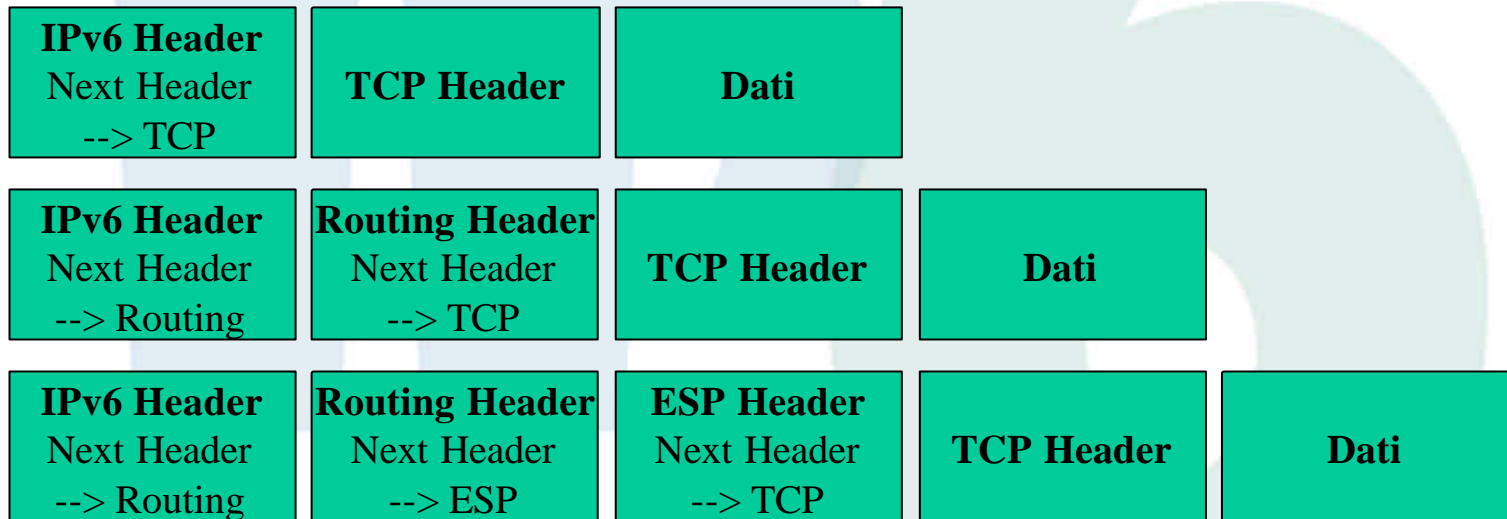 IPv6 Header
Next Header
--> TCP
TCP Header
Dati
IPv6 Header
Next Header
--> Routing
Routing Header
Next Header
--> TCP
TCP Header
Dati
IPv6 Header
Next Header
--> Routing
Routing Header
Next Header
--> ESP
ESP Header
Next Header
--> TCP
TCP Header
Dati